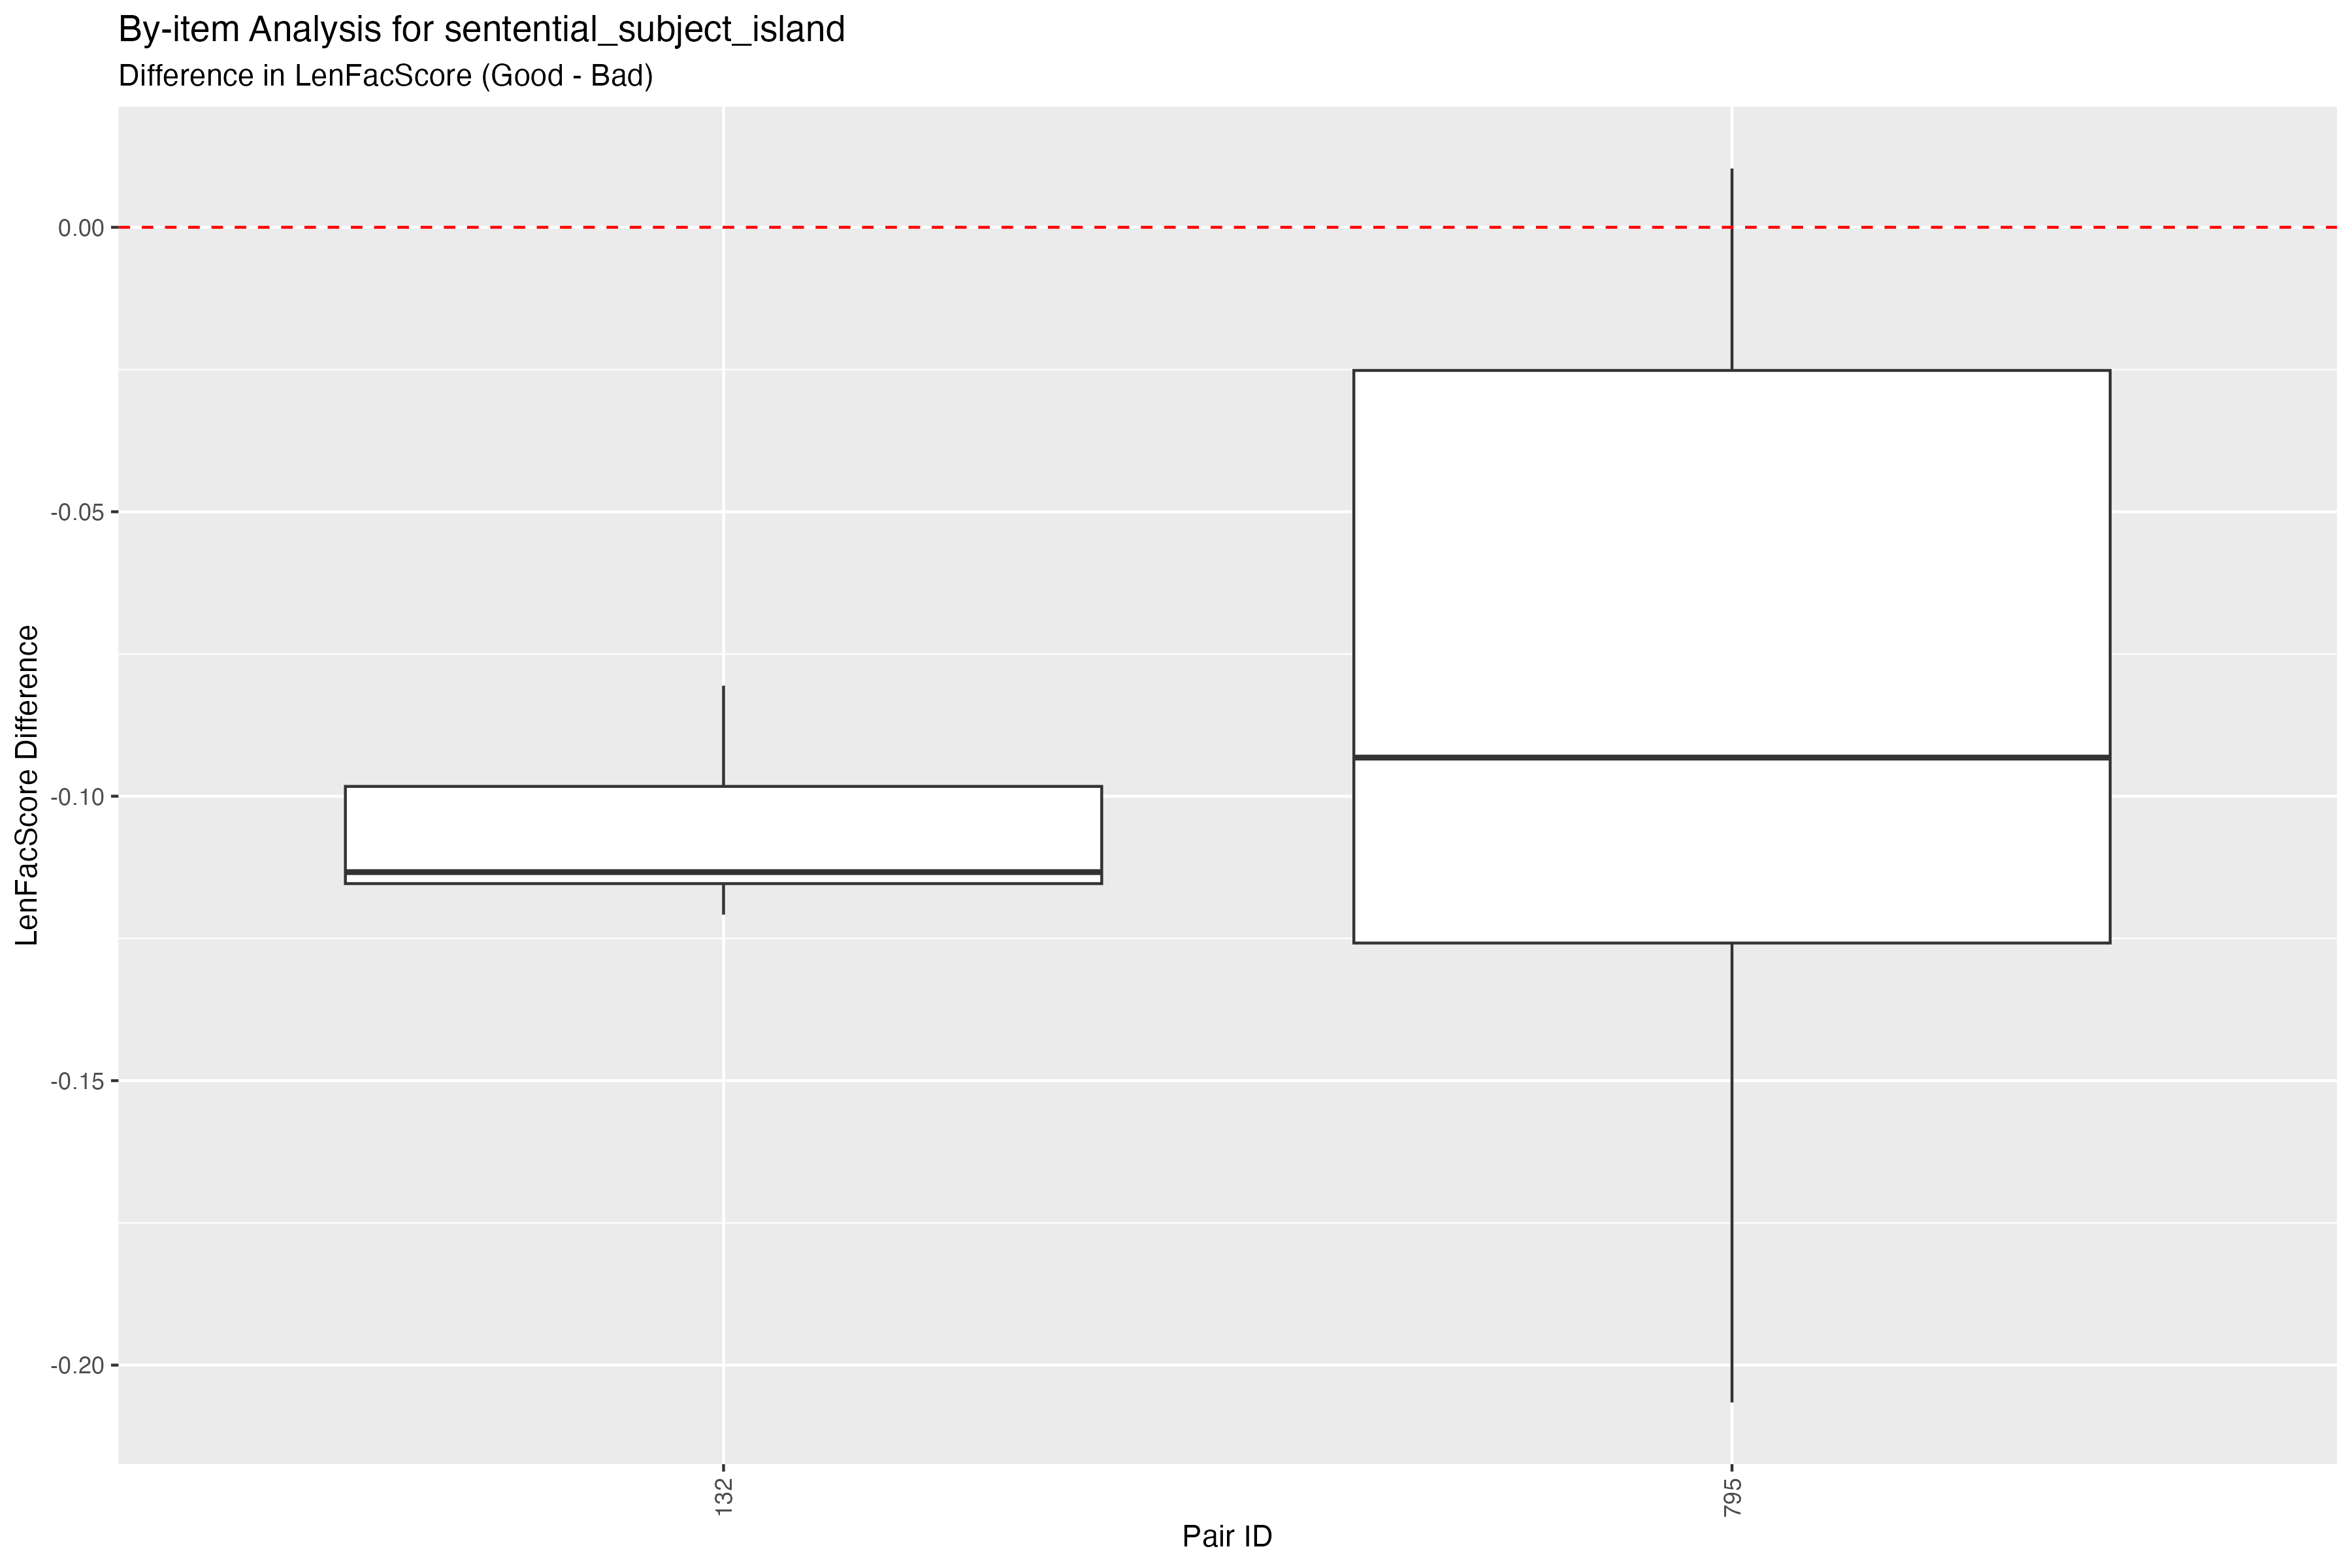 By-item Analysis for sentential_subject_island
Difference in LenFacScore (Good - Bad)
LenFacScore Difference
0.00
-0.05
-0.10
-0.15
-0.20
132
795
Pair ID